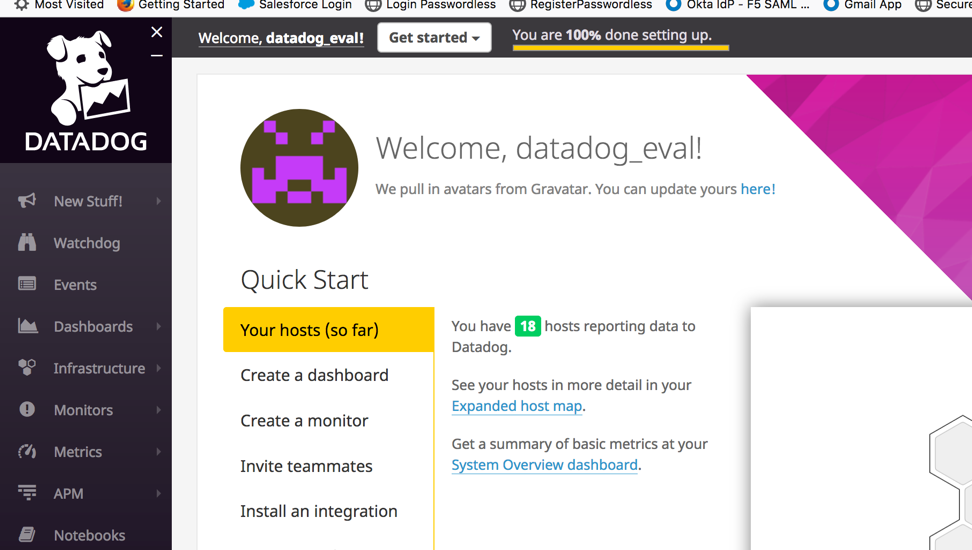 Most Visited Getting Started Salesforce Login Login Passwordless RegisterPasswordless Okta IdP - F5 SAML ... Gmail App Secure
DATADOG
Welcome, datadog_eval! Get started You are 100% done setting up.
New Stuff!
Watchdog
Events
Dashboards
Infrastructure
Monitors
Metrics
APM
Notebooks
Welcome, datadog_eval!
We pull in avatars from Gravatar. You can update yours here!
Quick Start
Your hosts (so far)
Create a dashboard
Create a monitor
Invite teammates
Install an integration
You have 18 hosts reporting data to
Datadog.
See your hosts in more detail in your
Expanded host map.
Get a summary of basic metrics at your
System Overview dashboard.